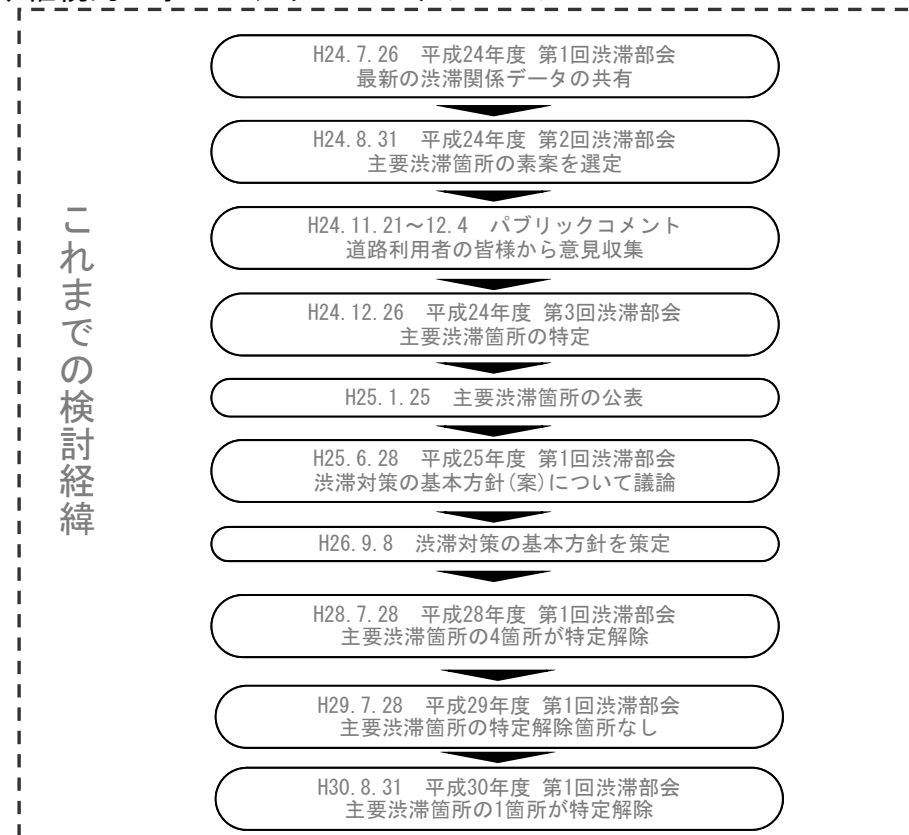 これまでの検討経緯
H24.7.26 平成24年度 第1回渋滞部会
最新の渋滞関係データの共有
H24.8.31 平成24年度 第2回渋滞部会
主要渋滞箇所の素案を選定
H24.11.21～12.4 パブリックコメント
道路利用者の皆様から意見収集
H24.12.26 平成24年度 第3回渋滞部会
主要渋滞箇所の特定
H25.1.25 主要渋滞箇所の公表
H25.6.28 平成25年度 第1回渋滞部会
渋滞対策の基本方針(案)について議論
H26.9.8 渋滞対策の基本方針を策定
H28.7.28 平成28年度 第1回渋滞部会
主要渋滞箇所の4箇所が特定解除
H29.7.28 平成29年度 第1回渋滞部会
主要渋滞箇所の特定解除箇所なし
H30.8.31 平成30年度 第1回渋滞部会
主要渋滞箇所の1箇所が特定解除